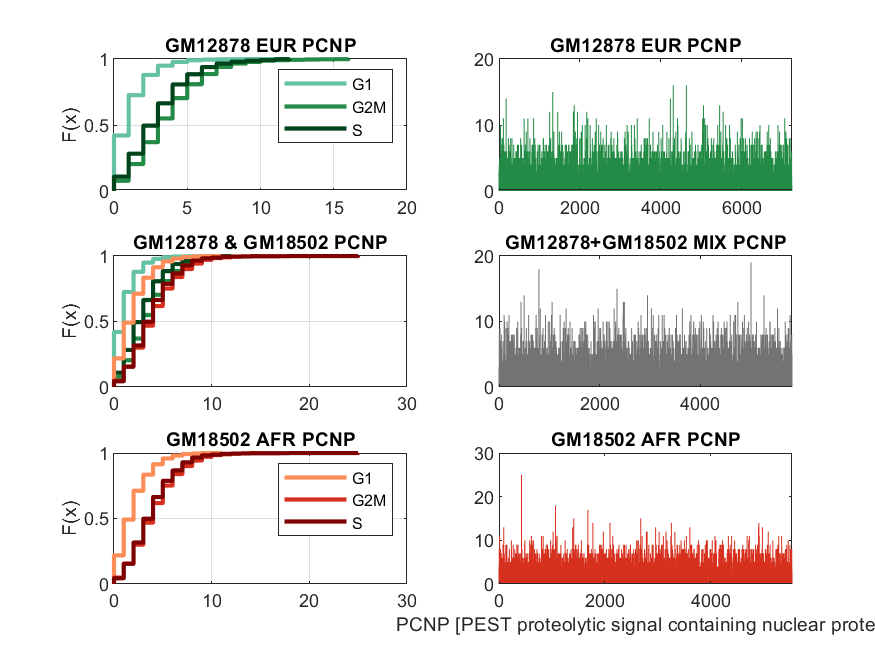 GM12878 EUR PCNP
1
0.5
0
F(x)
0 5 10 15 20
G1
G2M
S
GM12878 EUR PCNP
20
10
0
0 2000 4000 6000
GM12878 & GM18502 PCNP
1
0.5
0
F(x)
0 10 20 30
GM12878+GM18502 MIX PCNP
20
10
0
0 2000 4000
GM18502 AFR PCNP
1
0.5
0
F(x)
0 10 20 30
G1
G2M
S
GM18502 AFR PCNP
30
20
10
0
0 2000 4000
PCNP [PEST proteolytic signal containing nuclear prote